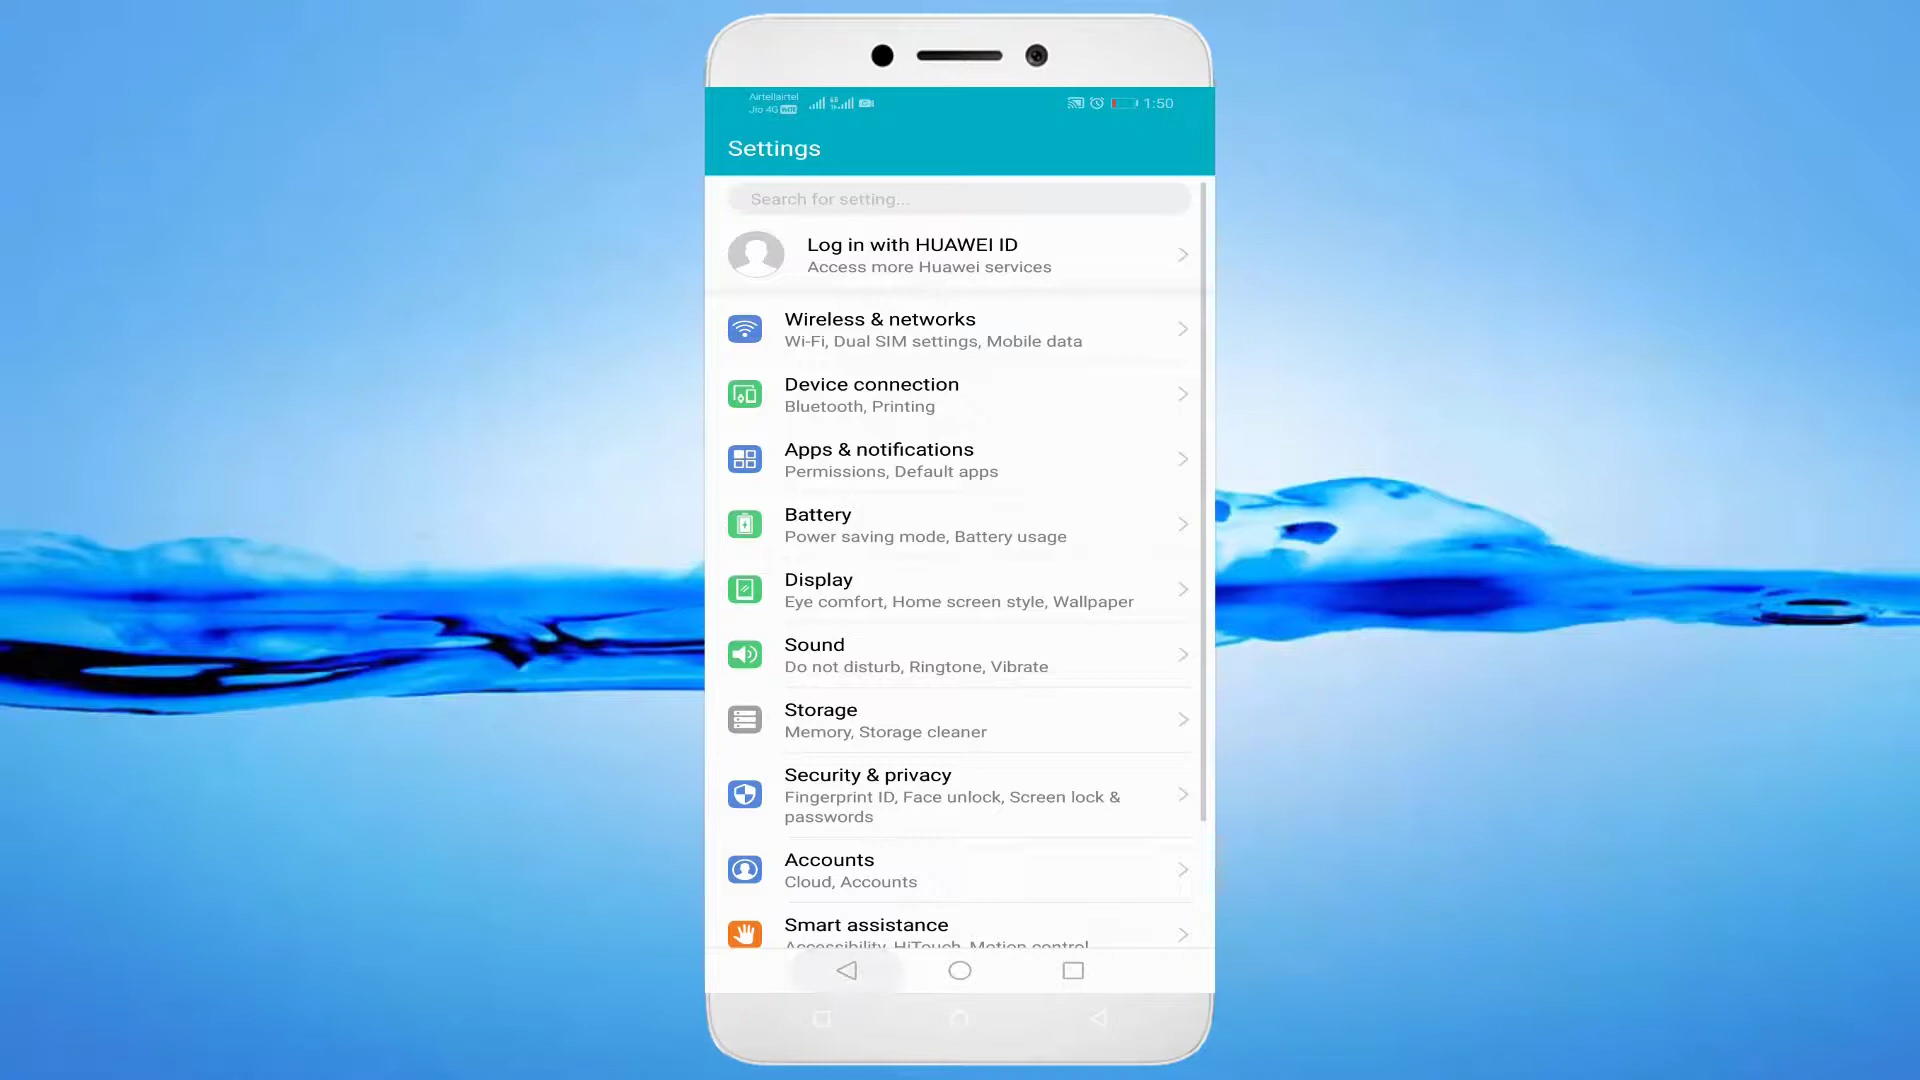 Airtellairtel
1:50
Jio 4G VoLTE
Settings
Search for setting...
Log in with HUAWEI ID
Access more Huawei services
Wireless & networks
Wi-Fi, Dual SIM settings, Mobile data
Device connection
Bluetooth, Printing
Apps & notifications
Permissions, Default apps
Battery
Power saving mode, Battery usage
Display
Eye comfort, Home screen style, Wallpaper
Sound
Do not disturb, Ringtone, Vibrate
Storage
Memory, Storage cleaner
Security & privacy
Fingerprint ID, Face unlock, Screen lock &
passwords
Accounts
Cloud, Accounts
Smart assistance
Accessibility, HiTouch, Motion control